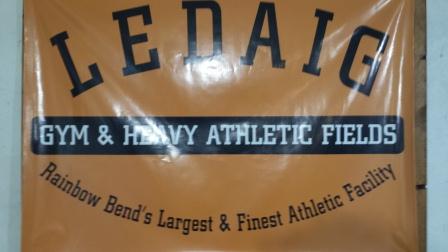 LEDAIG
GYM & HEAVY ATHLETIC FIELDS
Rainbow Bend's Largest & Finest Athletic Facility